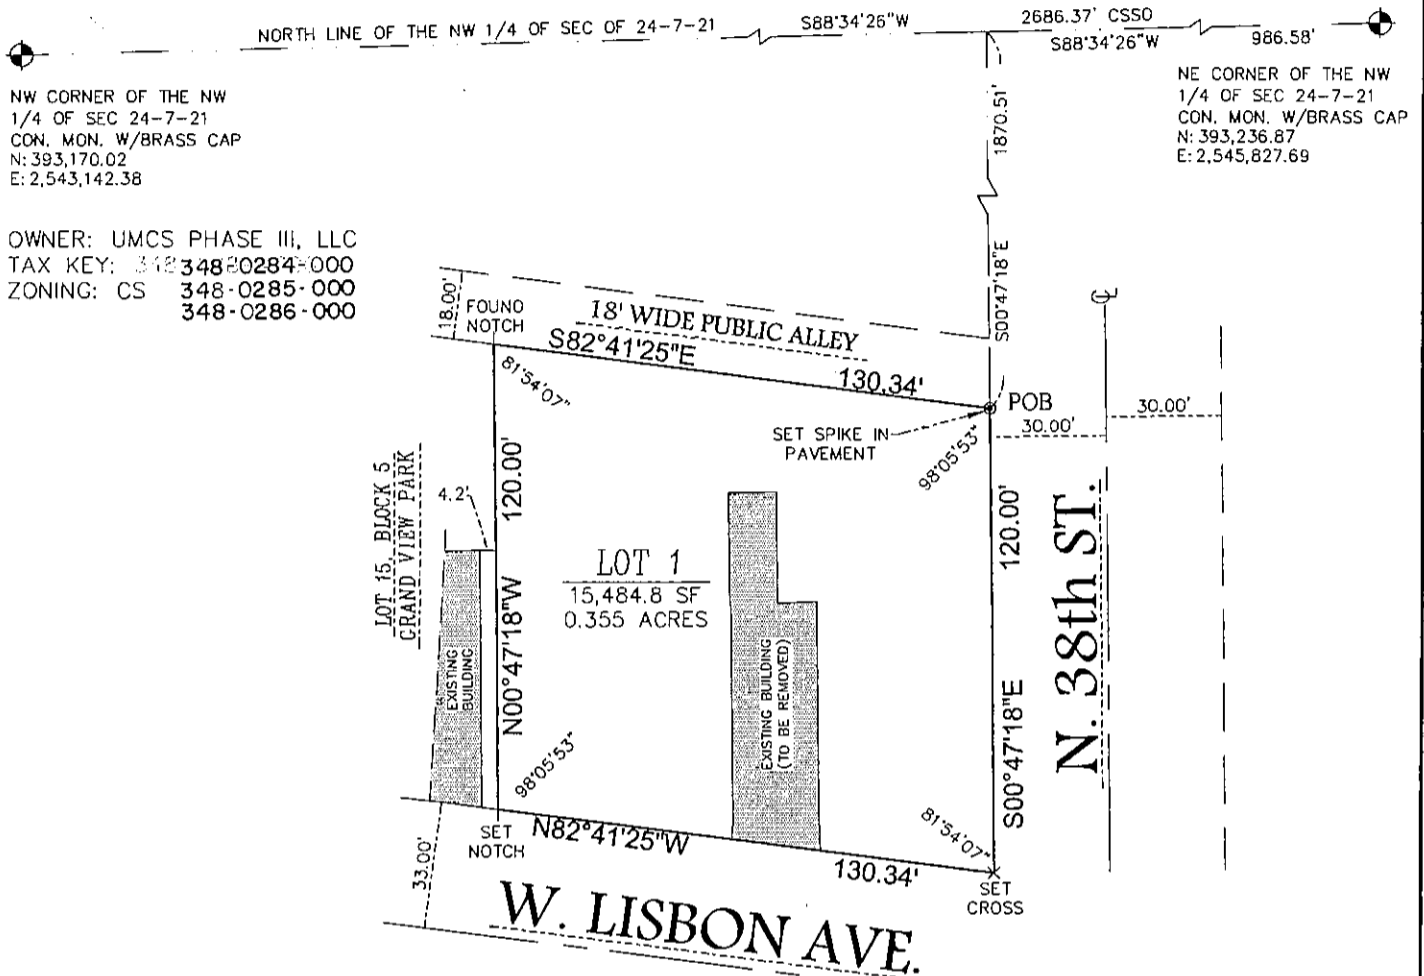 NORTH LINE OF THE NW 1/4 OF SEC OF 24-7-21
S88°34'26"W
2686.37' CSSD
S88°34'26"W
986.58'
NW CORNER OF THE NW
1/4 OF SEC 24-7-21
CON. MON. W/BRASS CAP
N: 393,170.02
E: 2,543,142.38
NE CORNER OF THE NW
1/4 OF SEC 24-7-21
CON. MON. W/BRASS CAP
N: 393,236.87
E: 2,545,827.69
1870.51'
S00°47'18"E
OWNER: UMCS PHASE III, LLC
TAX KEY: 348-0284-000
ZONING: CS 348-0285-000
348-0286-000
18.00'
FOUND
NOTCH
18' WIDE PUBLIC ALLEY
S82°41'25"E
130.34'
81°54'07"
POB
SET SPIKE IN
PAVEMENT
98°05'53"
30.00'
30.00'
LOT 15, BLOCK 5
GRAND VIEW PARK
4.2'
120.00'
N00°47'18"W
LOT 1
15,484.8 SF
0.355 ACRES
EXISTING
BUILDING
EXISTING BUILDING
(TO BE REMOVED)
120.00'
S00°47'18"E
N. 38th ST.
98°05'53"
81°54'07"
SET
NOTCH
N82°41'25"W
130.34'
SET
CROSS
33.00'
W. LISBON AVE.